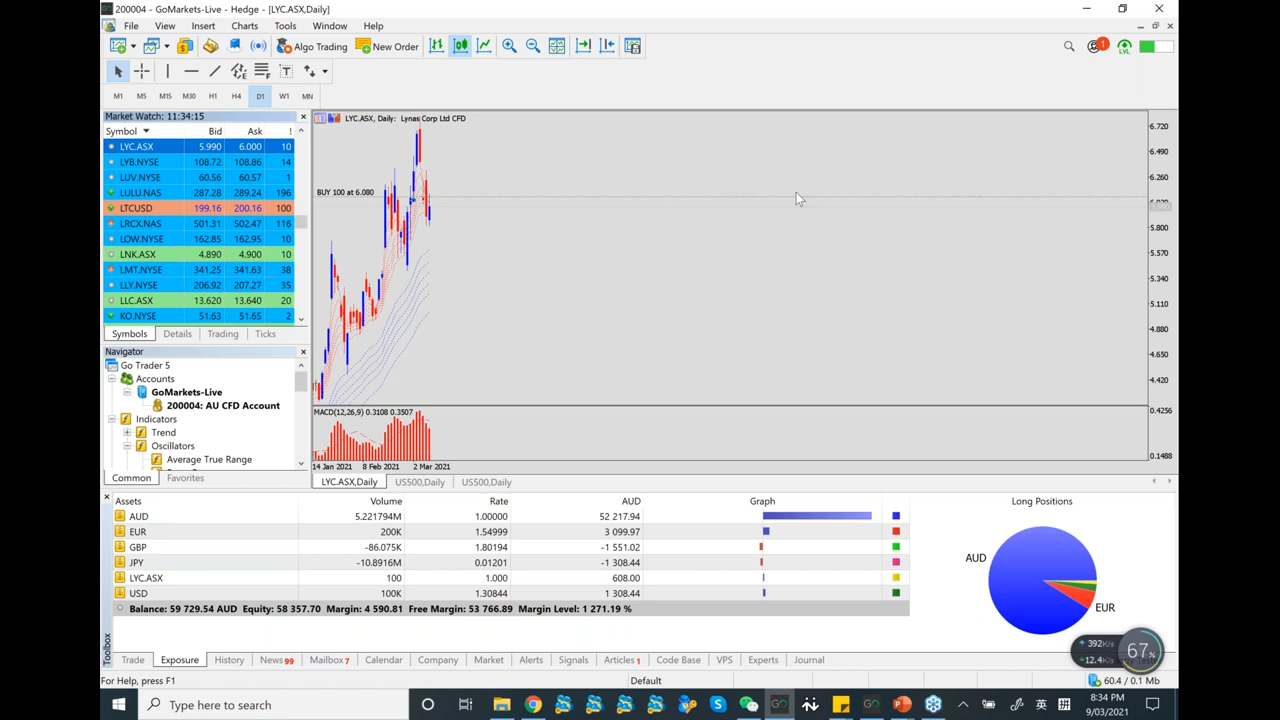 200004 - GoMarkets-Live - Hedge - [LYC.ASX,Daily]
File View Insert Charts Tools Window Help
Algo Trading New Order 1 LVL
M1 M5 M15 M30 H1 H4 D1 W1 MN
Market Watch: 11:34:15
Symbol Bid Ask !
LYC.ASX 5.990 6.000 10
LYB.NYSE 108.72 108.86 14
LUV.NYSE 60.56 60.57 1
LULU.NAS 287.28 289.24 196
LTCUSD 199.16 200.16 100
LRCX.NAS 501.31 502.47 116
LOW.NYSE 162.85 162.95 10
LNK.ASX 4.890 4.900 10
LMT.NYSE 341.25 341.63 38
LLY.NYSE 206.92 207.27 35
LLC.ASX 13.620 13.640 20
KO.NYSE 51.63 51.65 2
Symbols Details Trading Ticks
Navigator
Go Trader 5
Accounts
GoMarkets-Live
200004: AU CFD Account
Indicators
Trend
Oscillators
Average True Range
Common Favorites
LYC.ASX, Daily: Lynas Corp Ltd CFD
BUY 100 at 6.080
6.720
6.490
6.260
5.800
5.570
5.340
5.110
4.880
4.650
4.420
MACD(12,26,9) 0.3108 0.3507
0.4256
0.1488
14 Jan 2021 8 Feb 2021 2 Mar 2021
LYC.ASX,Daily US500,Daily US500,Daily
Assets Volume Rate AUD Graph Long Positions
AUD 5.221794M 1.00000 52 217.94
EUR 200K 1.54999 3 099.97
GBP -86.075K 1.80194 -1 551.02
JPY -10.8916M 0.01201 -1 308.44
LYC.ASX 100 1.000 608.00
USD 100K 1.30844 1 308.44
AUD
EUR
Balance: 59 729.54 AUD Equity: 58 357.70 Margin: 4 590.81 Free Margin: 53 766.89 Margin Level: 1 271.19 %
392K/s
12.4K/s
67%
Toolbox
Trade Exposure History News 99 Mailbox 7 Calendar Company Market Alerts Signals Articles 1 Code Base VPS Experts Journal
For Help, press F1 Default 60.4 / 0.1 Mb
Type here to search
GO GO 英
8:34 PM
9/03/2021